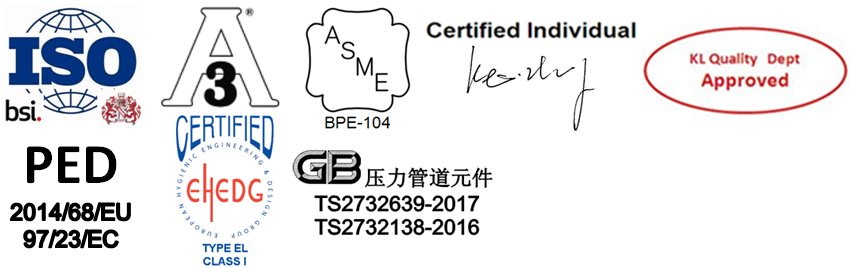 ISO
bsi.
A
3
®
ASME
BPE-104
Certified Individual
KL Quality Dept
Approved
PED
2014/68/EU
97/23/EC
CERTIFIED
EHEDG
EUROPEAN HYGIENIC ENGINEERING & DESIGN GROUP
TYPE EL
CLASS I
GB 压力管道元件
TS2732639-2017
TS2732138-2016